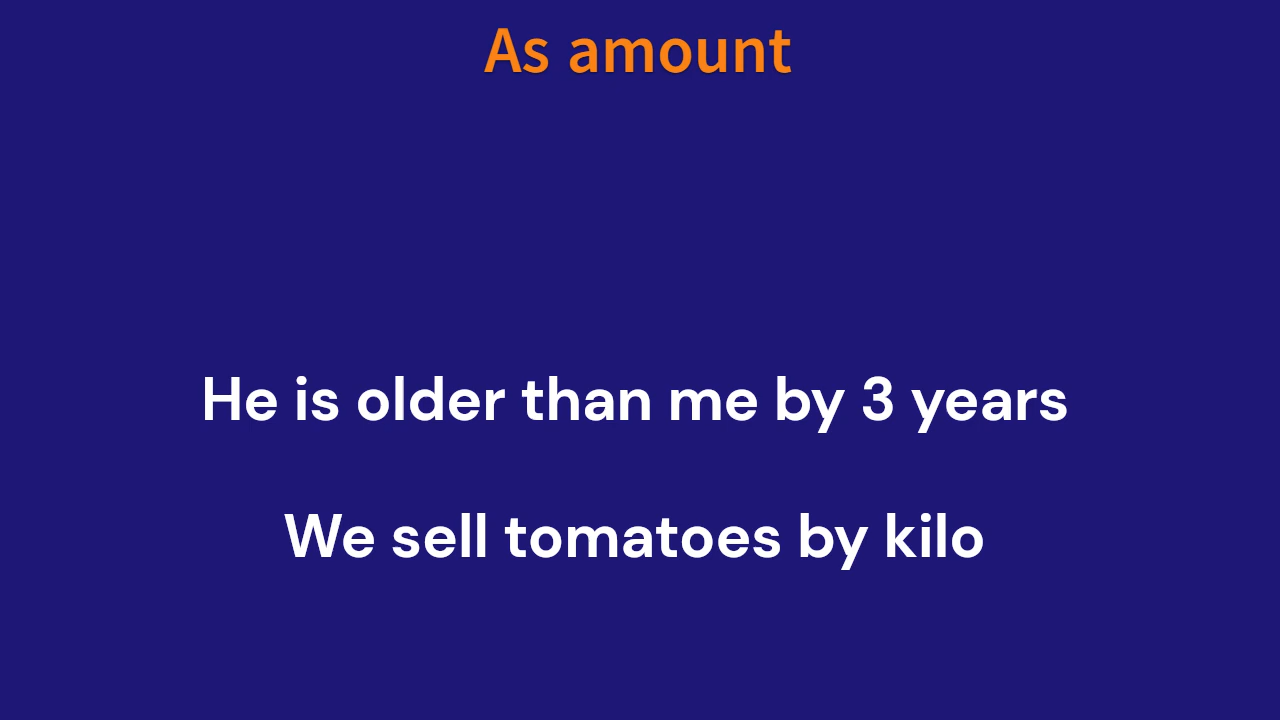 As amount
He is older than me by 3 years
We sell tomatoes by kilo